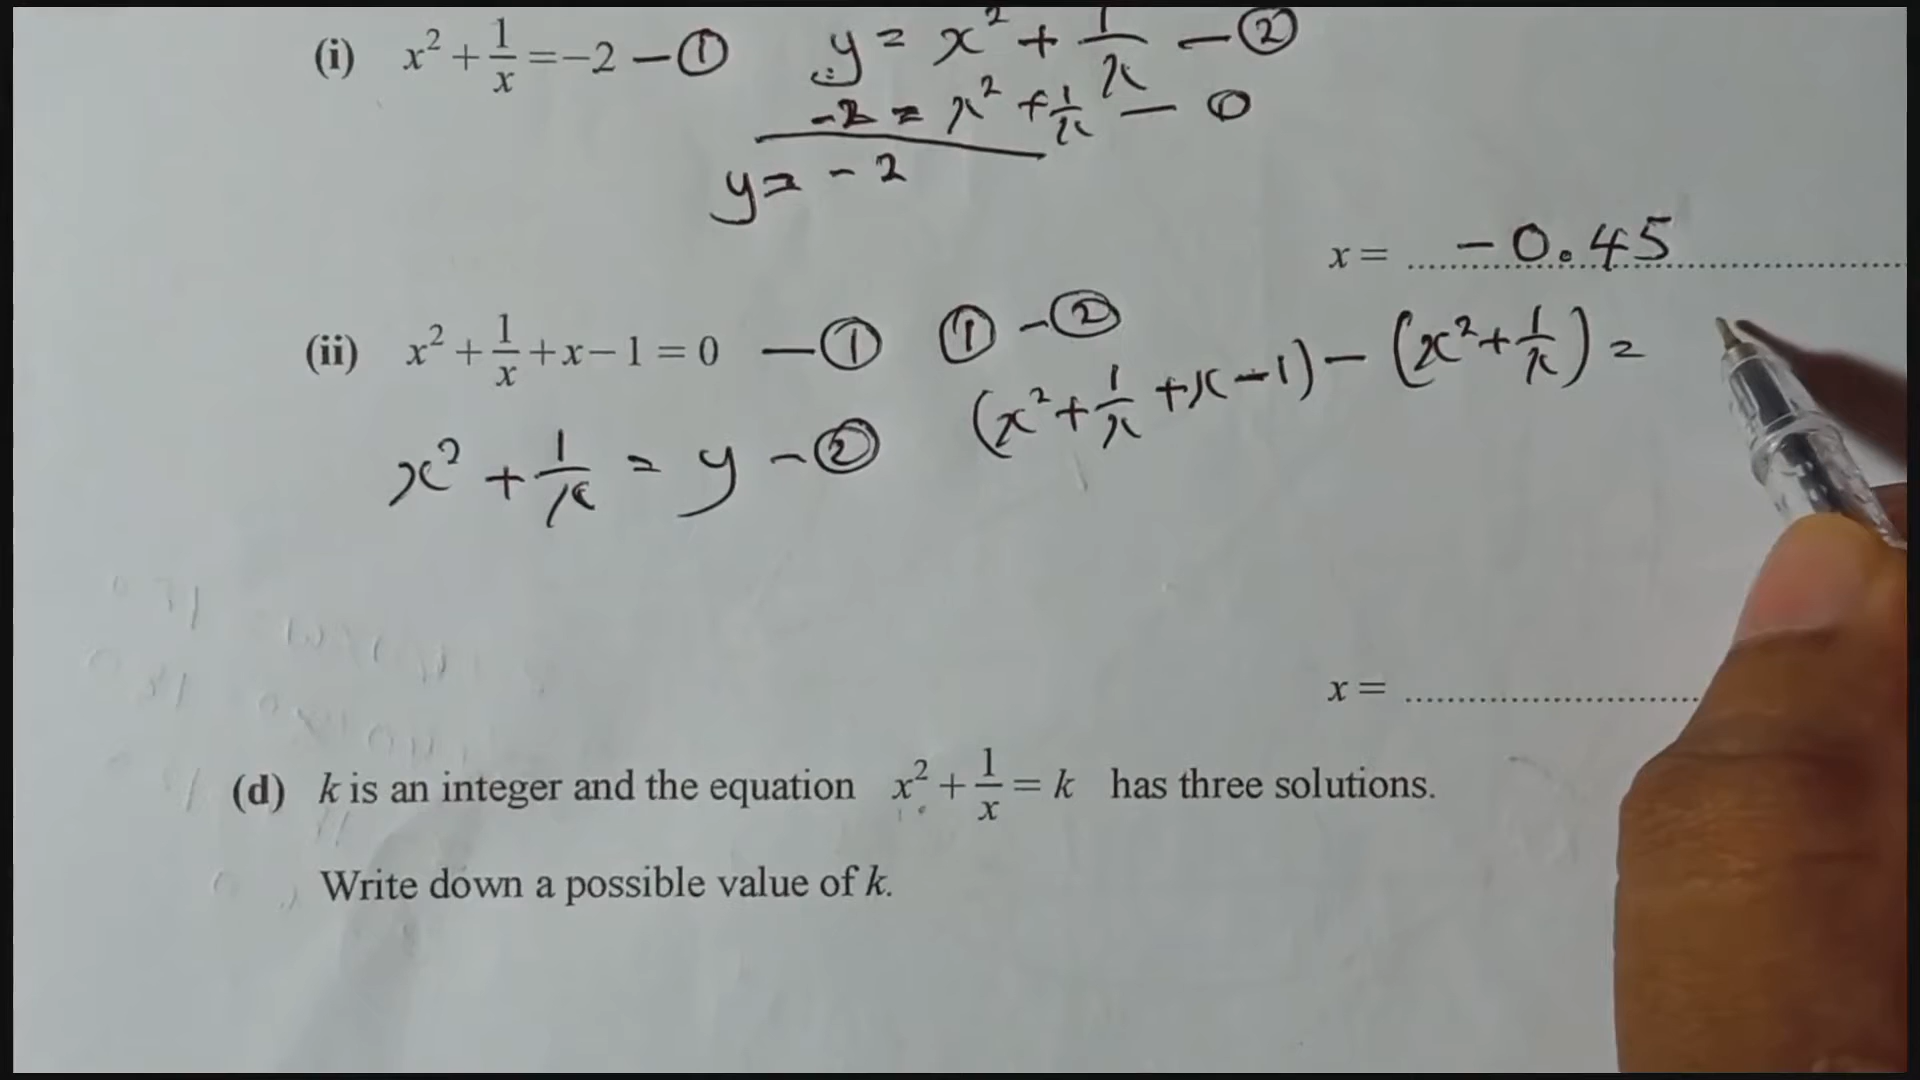 (i) x² + 1/x = −2 — ①
y = x² + 1/x — ②
−2 = x² + 1/x — ①
y = − 2
x = −0.45
(ii) x² + 1/x + x − 1 = 0 — ①
① − ②
(x² + 1/x + x − 1) − (x² + 1/x) =
x² + 1/x = y − ②
x =
(d) k is an integer and the equation x² + 1/x = k has three solutions.
Write down a possible value of k.